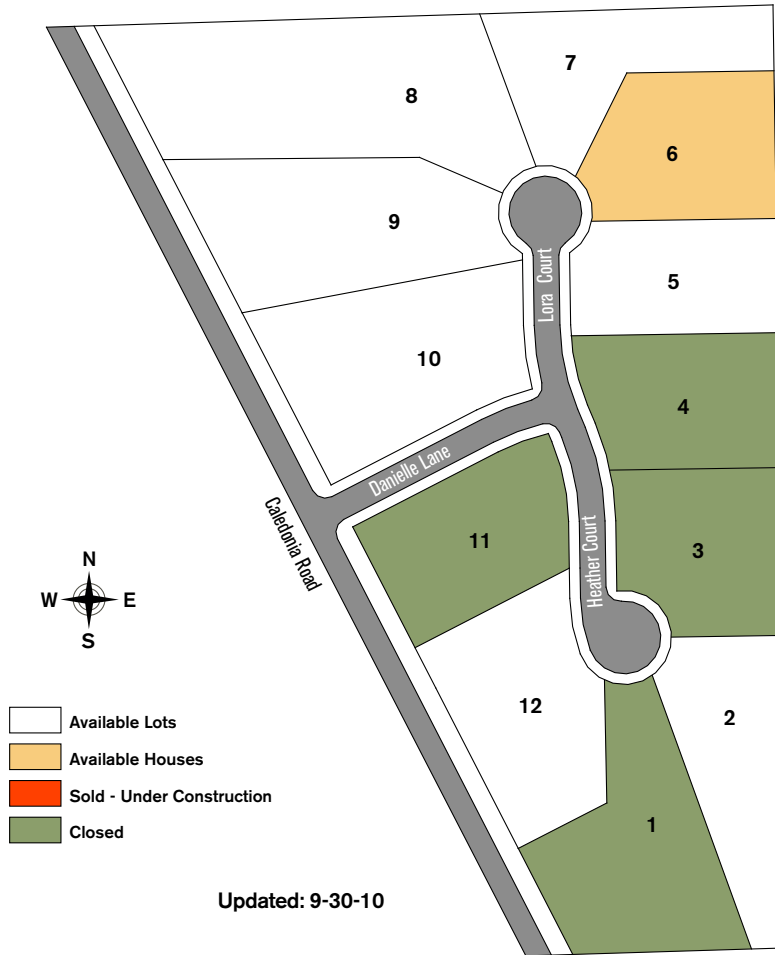 7
8
6
9
5
Lora Court
10
4
Danielle Lane
11
Caledonia Road
Heather Court
3
N
W E
S
12
2
1
Available Lots
Available Houses
Sold - Under Construction
Closed
Updated: 9-30-10